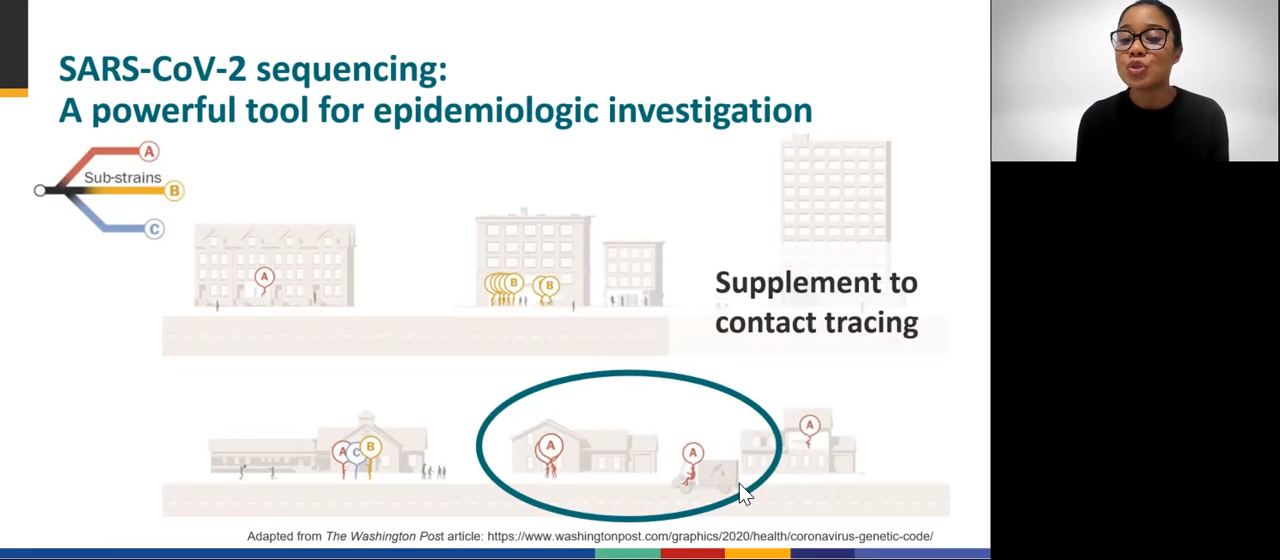 SARS-CoV-2 sequencing:
A powerful tool for epidemiologic investigation
A
Sub-strains
B
C
A
B
B
Supplement to
contact tracing
A
C
B
A
A
A
Adapted from The Washington Post article: https://www.washingtonpost.com/graphics/2020/health/coronavirus-genetic-code/